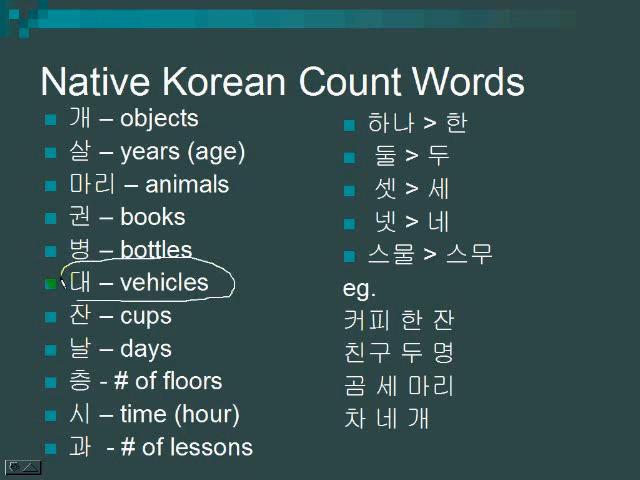 Native Korean Count Words
개 – objects
살 – years (age)
마리 – animals
권 – books
병 – bottles
대 – vehicles
잔 – cups
날 – days
층 - # of floors
시 – time (hour)
과 - # of lessons
하나 > 한
둘 > 두
셋 > 세
넷 > 네
스물 > 스무
eg.
커피 한 잔
친구 두 명
곰 세 마리
차 네 개